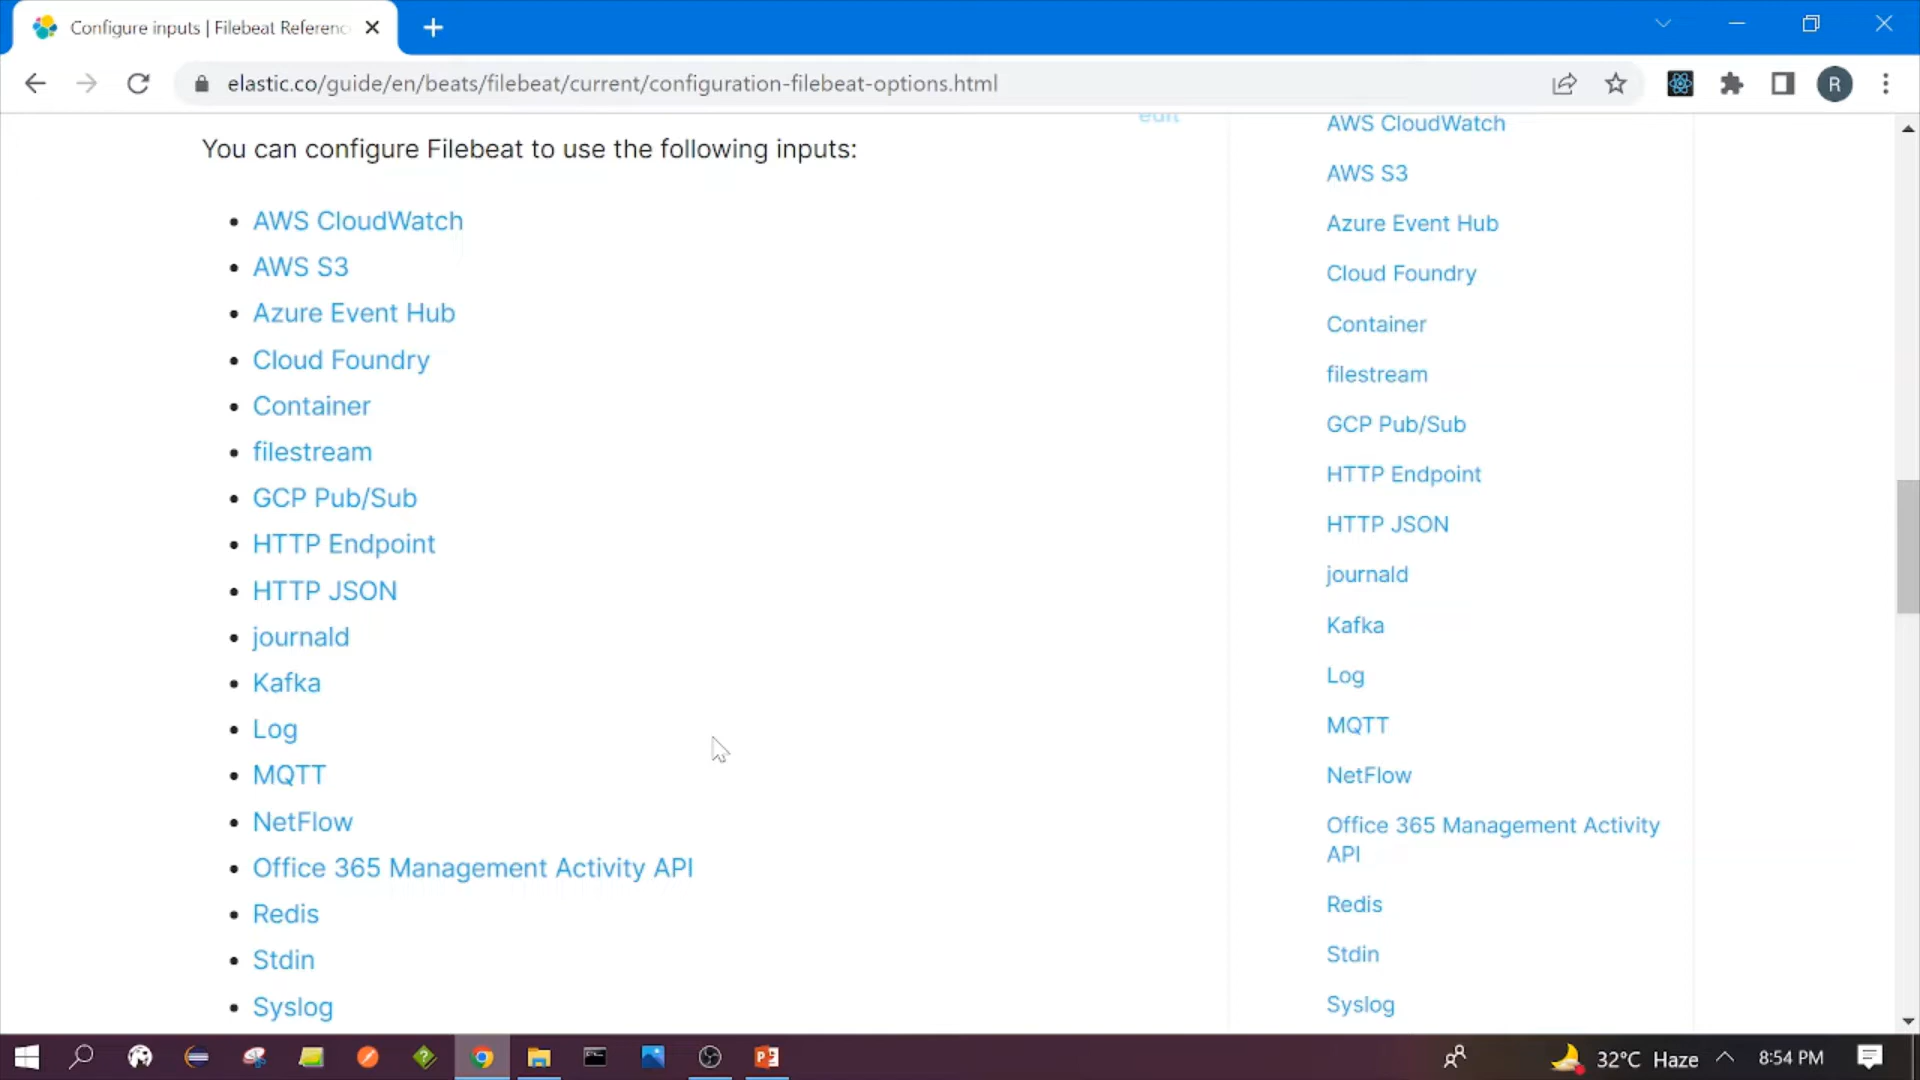 Configure inputs | Filebeat Referenc
elastic.co/guide/en/beats/filebeat/current/configuration-filebeat-options.html
R
edit
You can configure Filebeat to use the following inputs:
AWS CloudWatch
AWS S3
Azure Event Hub
Cloud Foundry
Container
filestream
GCP Pub/Sub
HTTP Endpoint
HTTP JSON
journald
Kafka
Log
MQTT
NetFlow
Office 365 Management Activity API
Redis
Stdin
Syslog
AWS CloudWatch
AWS S3
Azure Event Hub
Cloud Foundry
Container
filestream
GCP Pub/Sub
HTTP Endpoint
HTTP JSON
journald
Kafka
Log
MQTT
NetFlow
Office 365 Management Activity
API
Redis
Stdin
Syslog
32°C Haze
8:54 PM